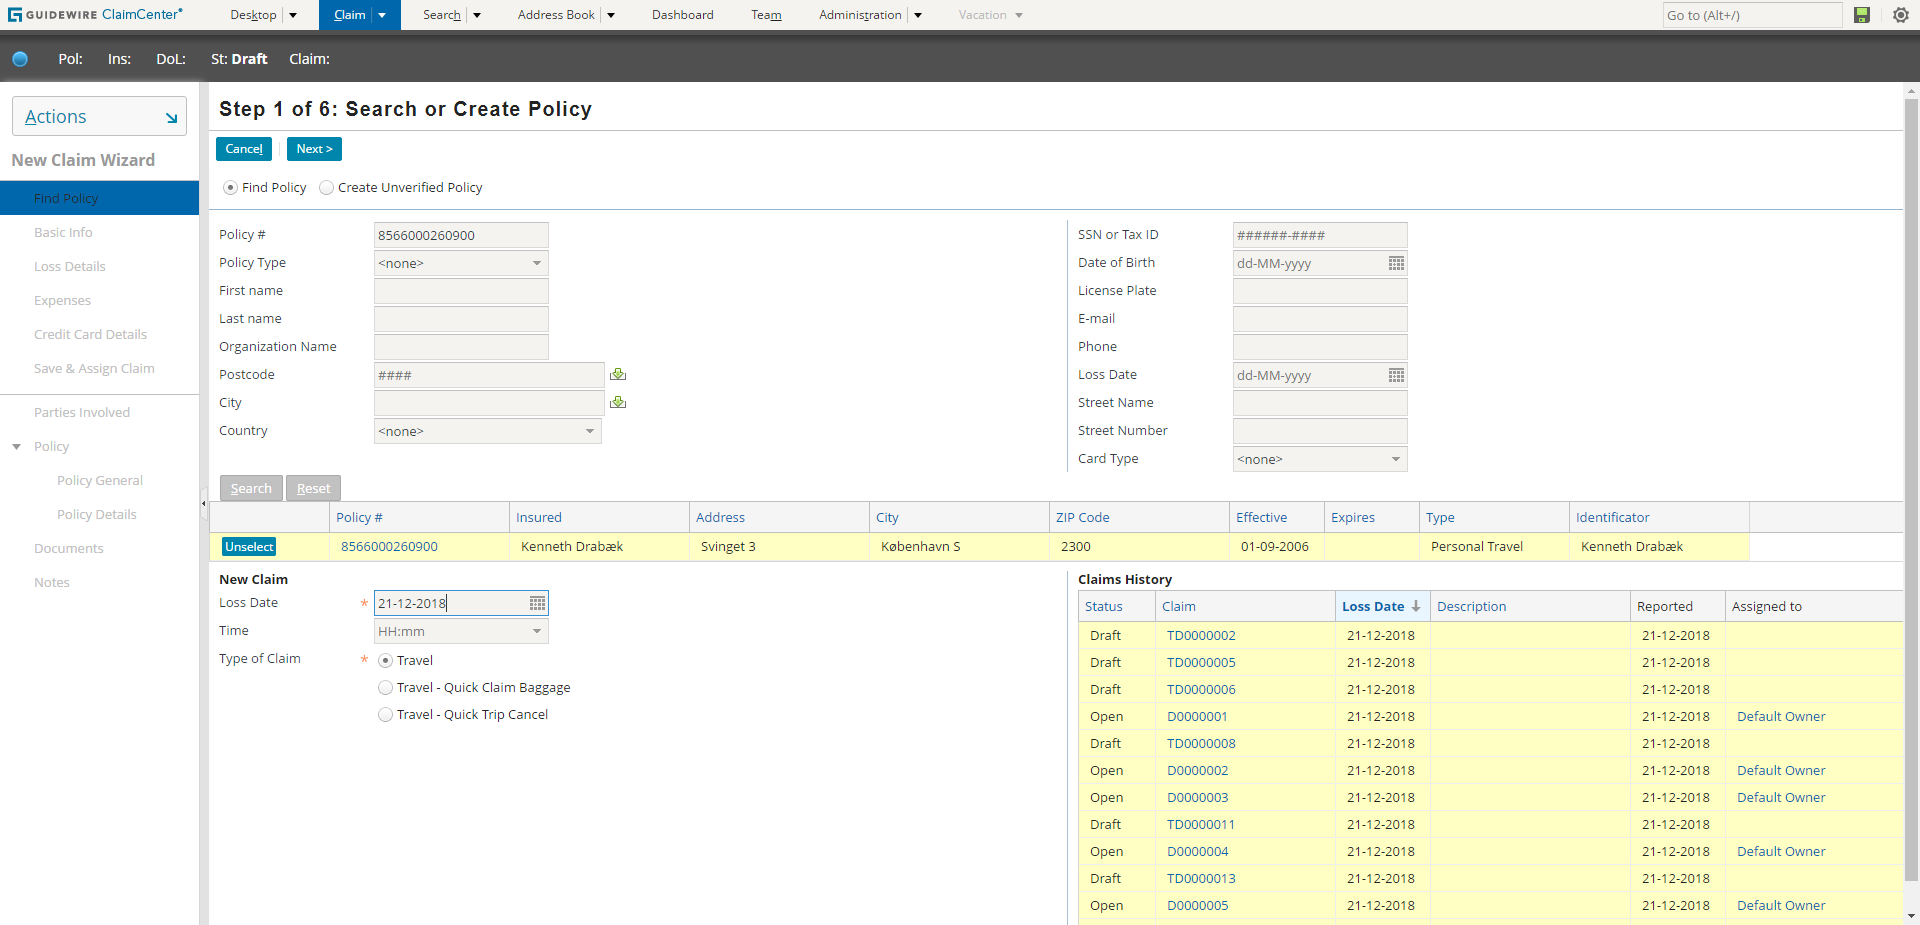 GUIDEWIRE ClaimCenter® Desktop Claim Search Address Book Dashboard Team Administration Vacation Go to (Alt+/)
Pol: Ins: DoL: St: Draft Claim:
Actions
New Claim Wizard
Find Policy
Basic Info
Loss Details
Expenses
Credit Card Details
Save & Assign Claim
Parties Involved
Policy
Policy General
Policy Details
Documents
Notes
Step 1 of 6: Search or Create Policy
Cancel Next >
Find Policy Create Unverified Policy
Policy # 8566000260900
Policy Type <none>
First name
Last name
Organization Name
Postcode ####
City
Country <none>
SSN or Tax ID ######-####
Date of Birth dd-MM-yyyy
License Plate
E-mail
Phone
Loss Date dd-MM-yyyy
Street Name
Street Number
Card Type <none>
Search Reset
Policy # Insured Address City ZIP Code Effective Expires Type Identificator
Unselect 8566000260900 Kenneth Drabæk Svinget 3 København S 2300 01-09-2006 Personal Travel Kenneth Drabæk
New Claim
Loss Date * 21-12-2018
Time HH:mm
Type of Claim * Travel
Travel - Quick Claim Baggage
Travel - Quick Trip Cancel
Claims History
Status Claim Loss Date Description Reported Assigned to
Draft TD0000002 21-12-2018 21-12-2018
Draft TD0000005 21-12-2018 21-12-2018
Draft TD0000006 21-12-2018 21-12-2018
Open D0000001 21-12-2018 21-12-2018 Default Owner
Draft TD0000008 21-12-2018 21-12-2018
Open D0000002 21-12-2018 21-12-2018 Default Owner
Open D0000003 21-12-2018 21-12-2018 Default Owner
Draft TD0000011 21-12-2018 21-12-2018
Open D0000004 21-12-2018 21-12-2018 Default Owner
Draft TD0000013 21-12-2018 21-12-2018
Open D0000005 21-12-2018 21-12-2018 Default Owner